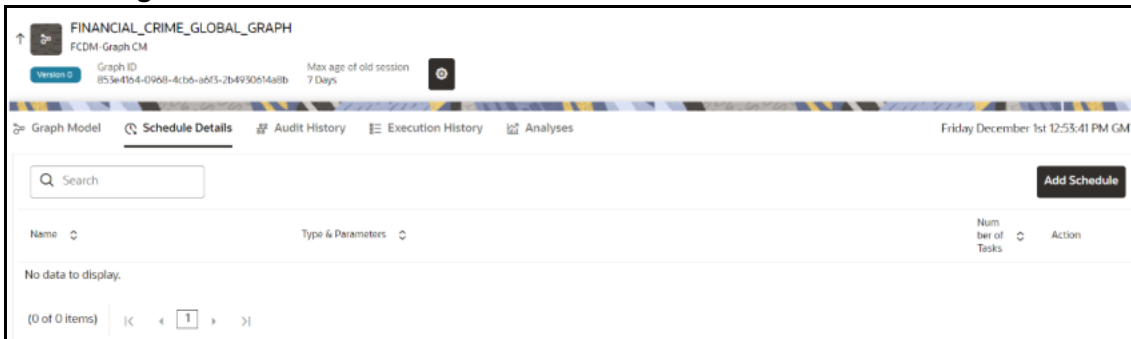 FINANCIAL_CRIME_GLOBAL_GRAPH
FCDM-Graph CM
Version 0
Graph ID
853e4164-0968-4cb6-a6f3-2b4930614a8b
Max age of old session
7 Days
Graph Model Schedule Details Audit History Execution History Analyses Friday December 1st 12:53:41 PM GM
Search
Add Schedule
Name Type & Parameters Num
ber of
Tasks Action
No data to display.
(0 of 0 items) 1